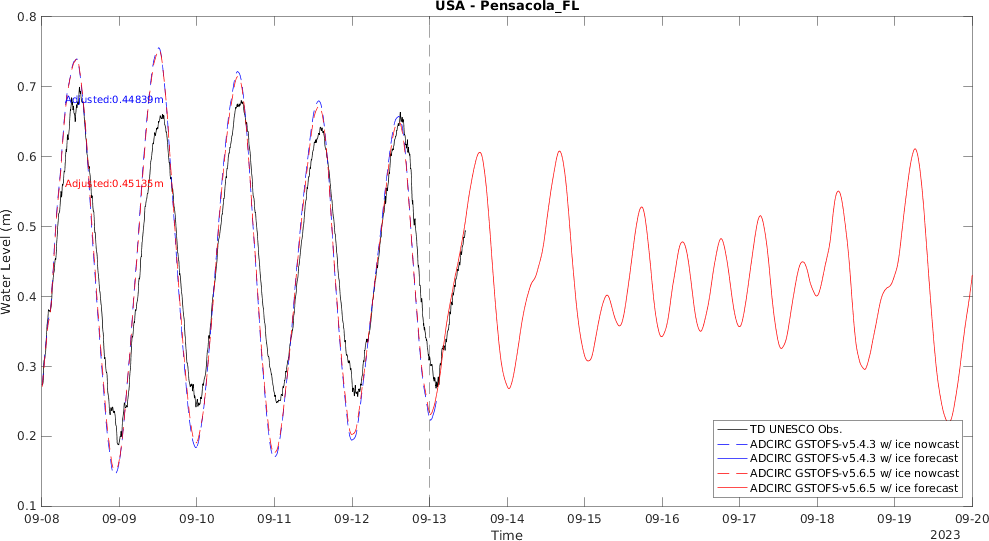 USA - Pensacola_FL
0.8
0.7
0.6
0.5
0.4
0.3
0.2
0.1
Water Level (m)
Adjusted:0.44839m
Adjusted:0.45135m
TD UNESCO Obs.
ADCIRC GSTOFS-v5.4.3 w/ ice nowcast
ADCIRC GSTOFS-v5.4.3 w/ ice forecast
ADCIRC GSTOFS-v5.6.5 w/ ice nowcast
ADCIRC GSTOFS-v5.6.5 w/ ice forecast
09-08 09-09 09-10 09-11 09-12 09-13 09-14 09-15 09-16 09-17 09-18 09-19 09-20
Time
2023